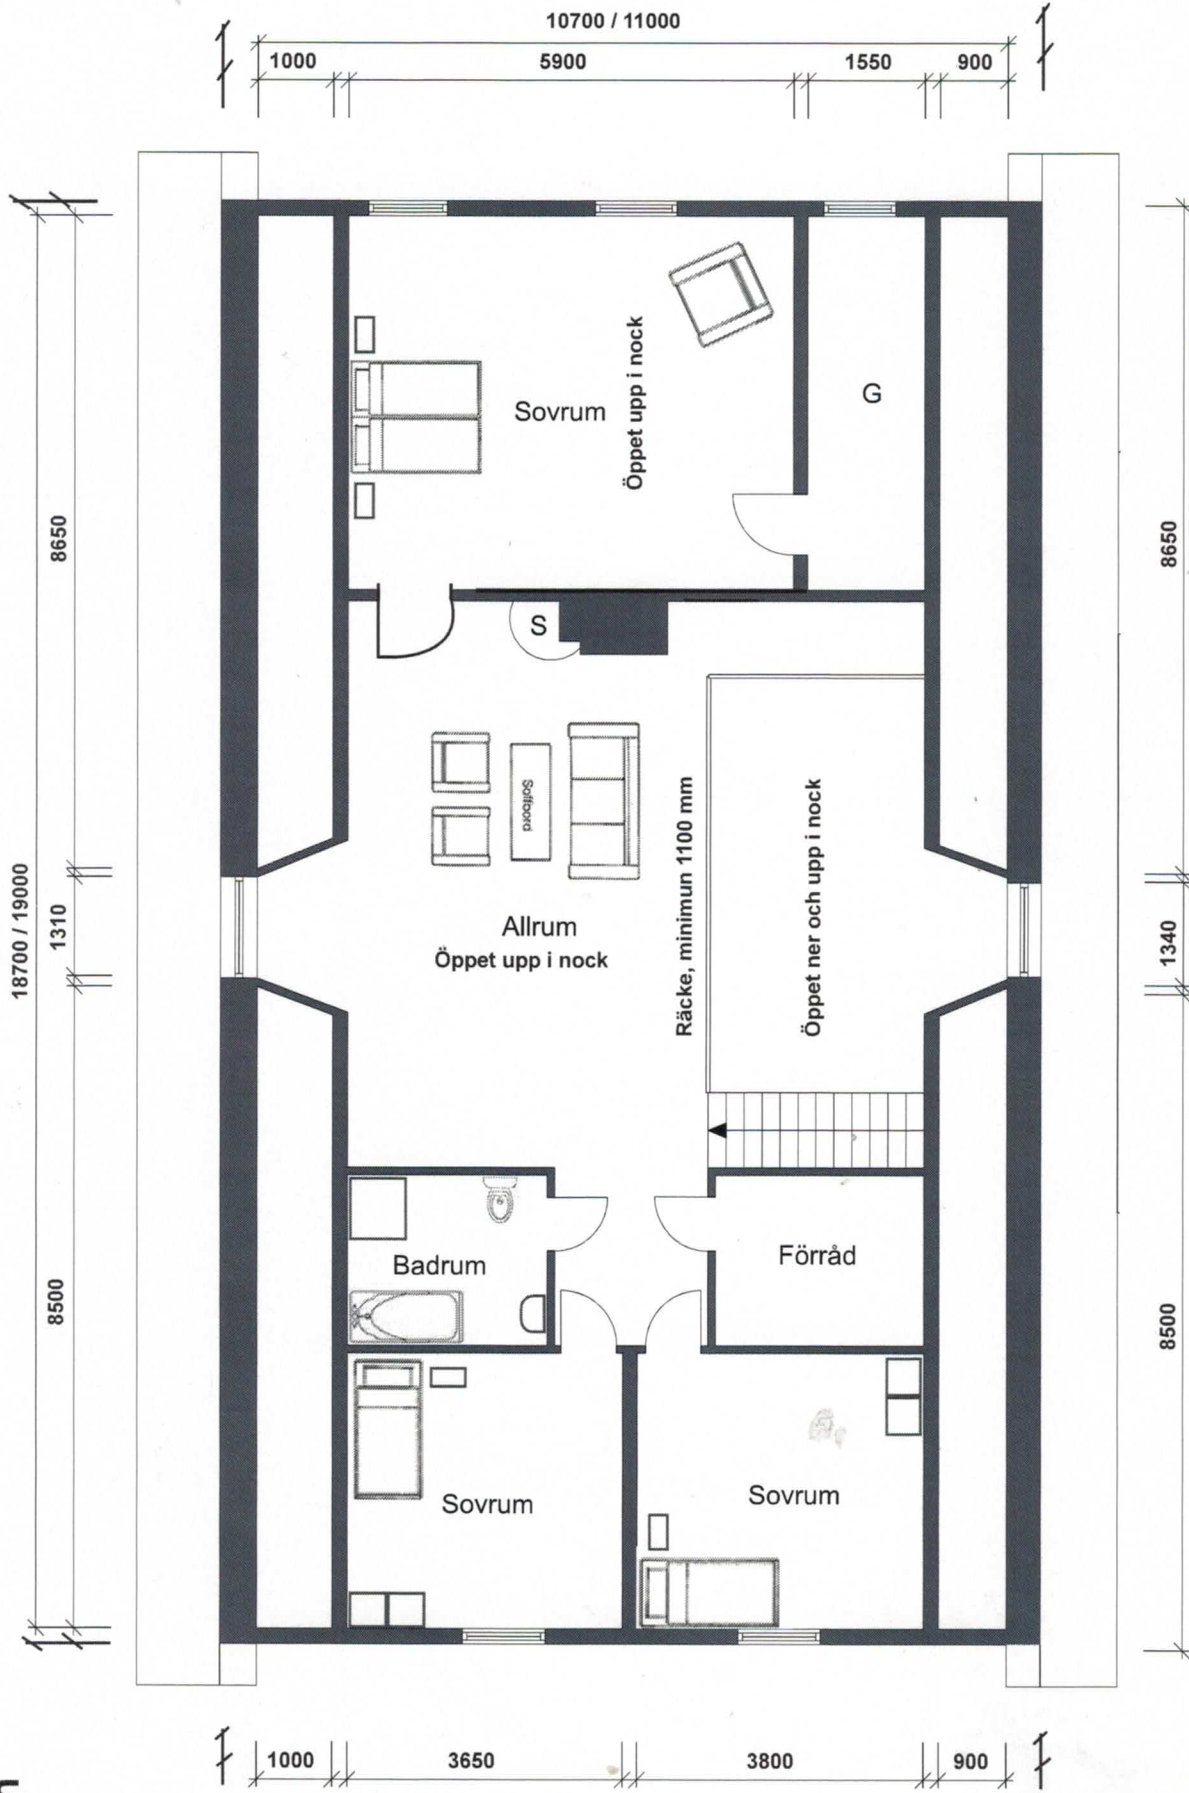 10700 / 11000
1000
5900
1550
900
Sovrum
Öppet upp i nock
G
8650
8650
S
Soffbord
Räcke, minimun 1100 mm
Öppet ner och upp i nock
18700 / 19000
1310
1340
Allrum
Öppet upp i nock
Badrum
Förråd
8500
8500
Sovrum
Sovrum
1000
3650
3800
900